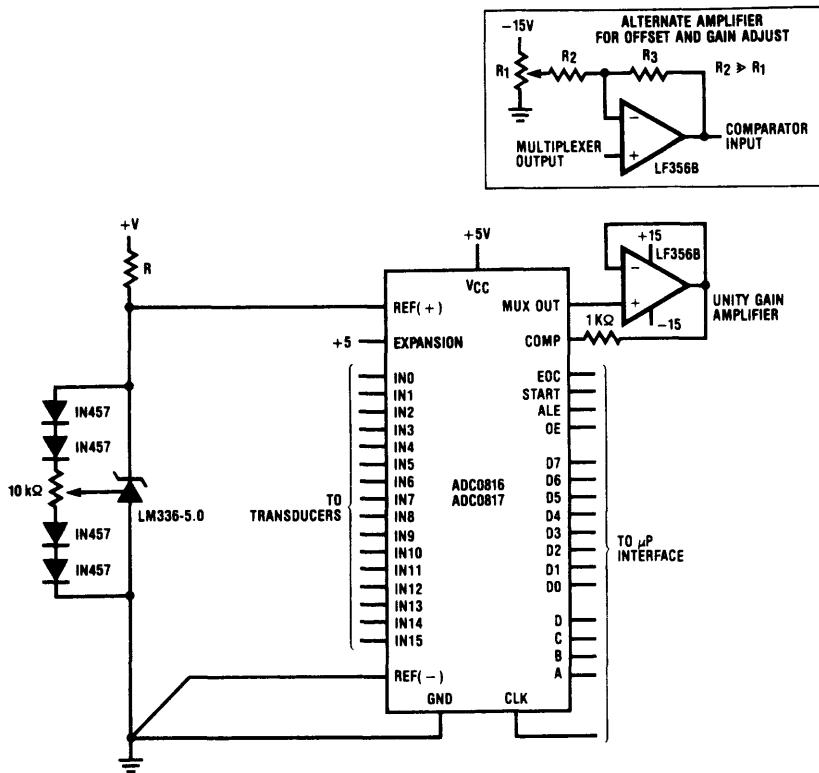 ALTERNATE AMPLIFIER
FOR OFFSET AND GAIN ADJUST
−15V
R1
R2
R3
R2 ≫ R1
−
+
MULTIPLEXER
OUTPUT
LF356B
COMPARATOR
INPUT
+V
R
+5V
VCC
REF(+)
MUX OUT
+15
LF356B
−
+
−15
UNITY GAIN
AMPLIFIER
1 KΩ
+5
EXPANSION
COMP
IN0
IN1
IN2
IN3
IN4
IN5
IN6
IN7
IN8
IN9
IN10
IN11
IN12
IN13
IN14
IN15
TO
TRANSDUCERS
ADC0816
ADC0817
EOC
START
ALE
OE
D7
D6
D5
D4
D3
D2
D1
D0
D
C
B
A
TO µP
INTERFACE
IN457
IN457
10 kΩ
LM336-5.0
IN457
IN457
REF(−)
GND
CLK